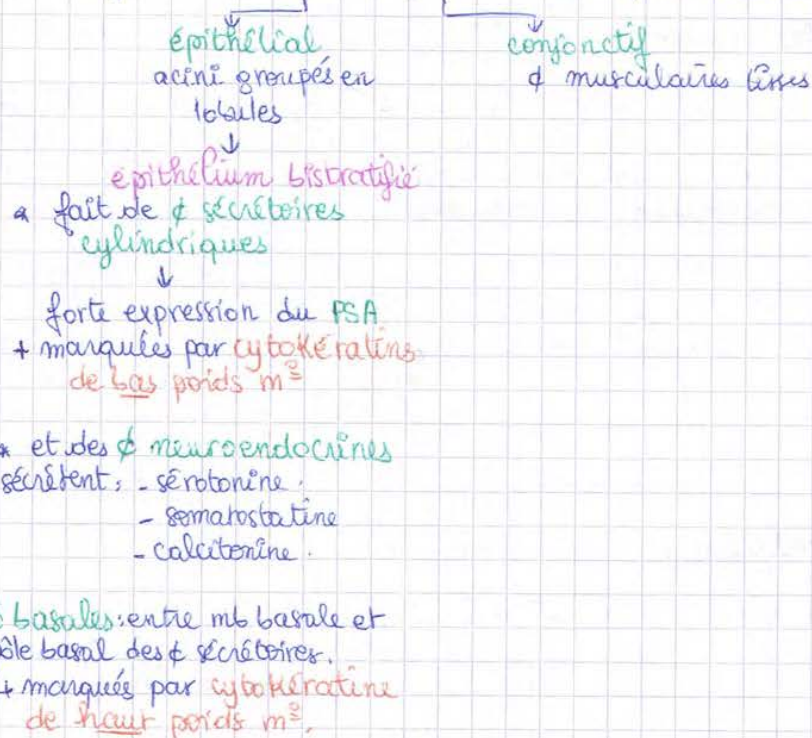 épithélial
acini groupés en
lobules
↓
épithélium bistratifié
* fait de ¢ sécrétoires
cylindriques
↓
forte expression du PSA
+ marquées par cytokératins
de bas poids m²
* et des ¢ neuroendocrines
sécrètent: - sérotonine.
- somatostatine
- calcitonine.
basales: entre mb basale et
ôle basal des ¢ sécrétoires.
+ marqués par cytokératine
de haut poids m².
conjonctif
¢ musculaires lisses